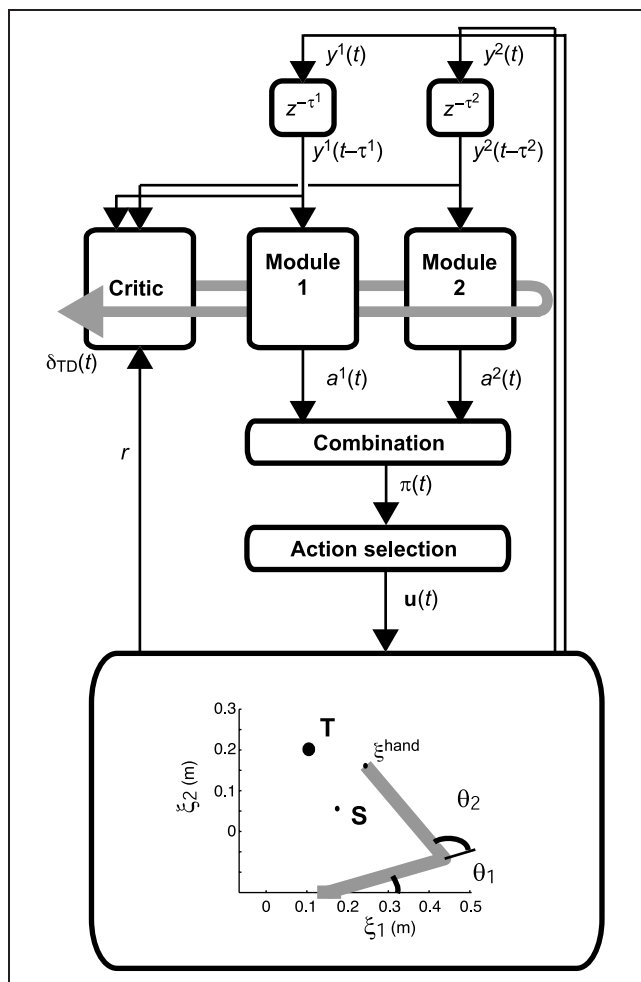 y¹(t) y²(t)
z^−τ¹ z^−τ²
y¹(t−τ¹) y²(t−τ²)
Critic
Module
1
Module
2
δTD(t)
a¹(t) a²(t)
r
Combination
π(t)
Action selection
u(t)
0.3
0.2
0.1
0
ξ2 (m)
T
ξhand
S
θ2
θ1
0 0.1 0.2 0.3 0.4 0.5
ξ1 (m)